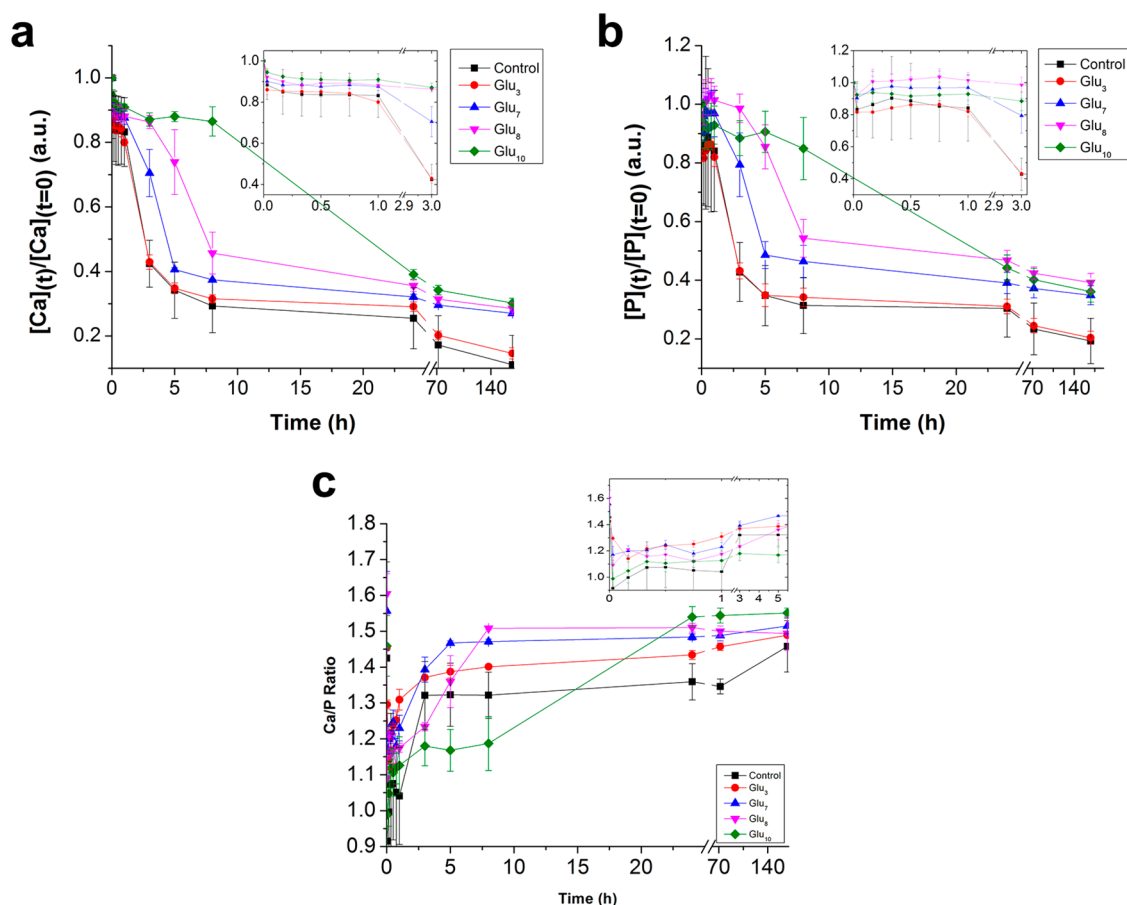 a
[Ca](t)/[Ca](t=0) (a.u.)
1.0
0.8
0.6
0.4
0.2
0 5 10 15 20 70 140
Time (h)
1.0
0.9
0.8
0.7
0.6
0.5
0.4
0.0 0.5 1.0 2.9 3.0
Control
Glu3
Glu7
Glu8
Glu10
b
[P](t)/[P](t=0) (a.u.)
1.2
1.0
0.8
0.6
0.4
0.2
0 5 10 20 70 140
Time (h)
1.2
1.0
0.8
0.6
0.4
0.0 0.5 1.0 2.9 3.0
Control
Glu3
Glu7
Glu8
Glu10
c
Ca/P Ratio
1.8
1.7
1.6
1.5
1.4
1.3
1.2
1.1
1.0
0.9
0 5 10 15 20 70 140
Time (h)
1.6
1.4
1.2
1.0
0 1 3 4 5
Control
Glu3
Glu7
Glu8
Glu10